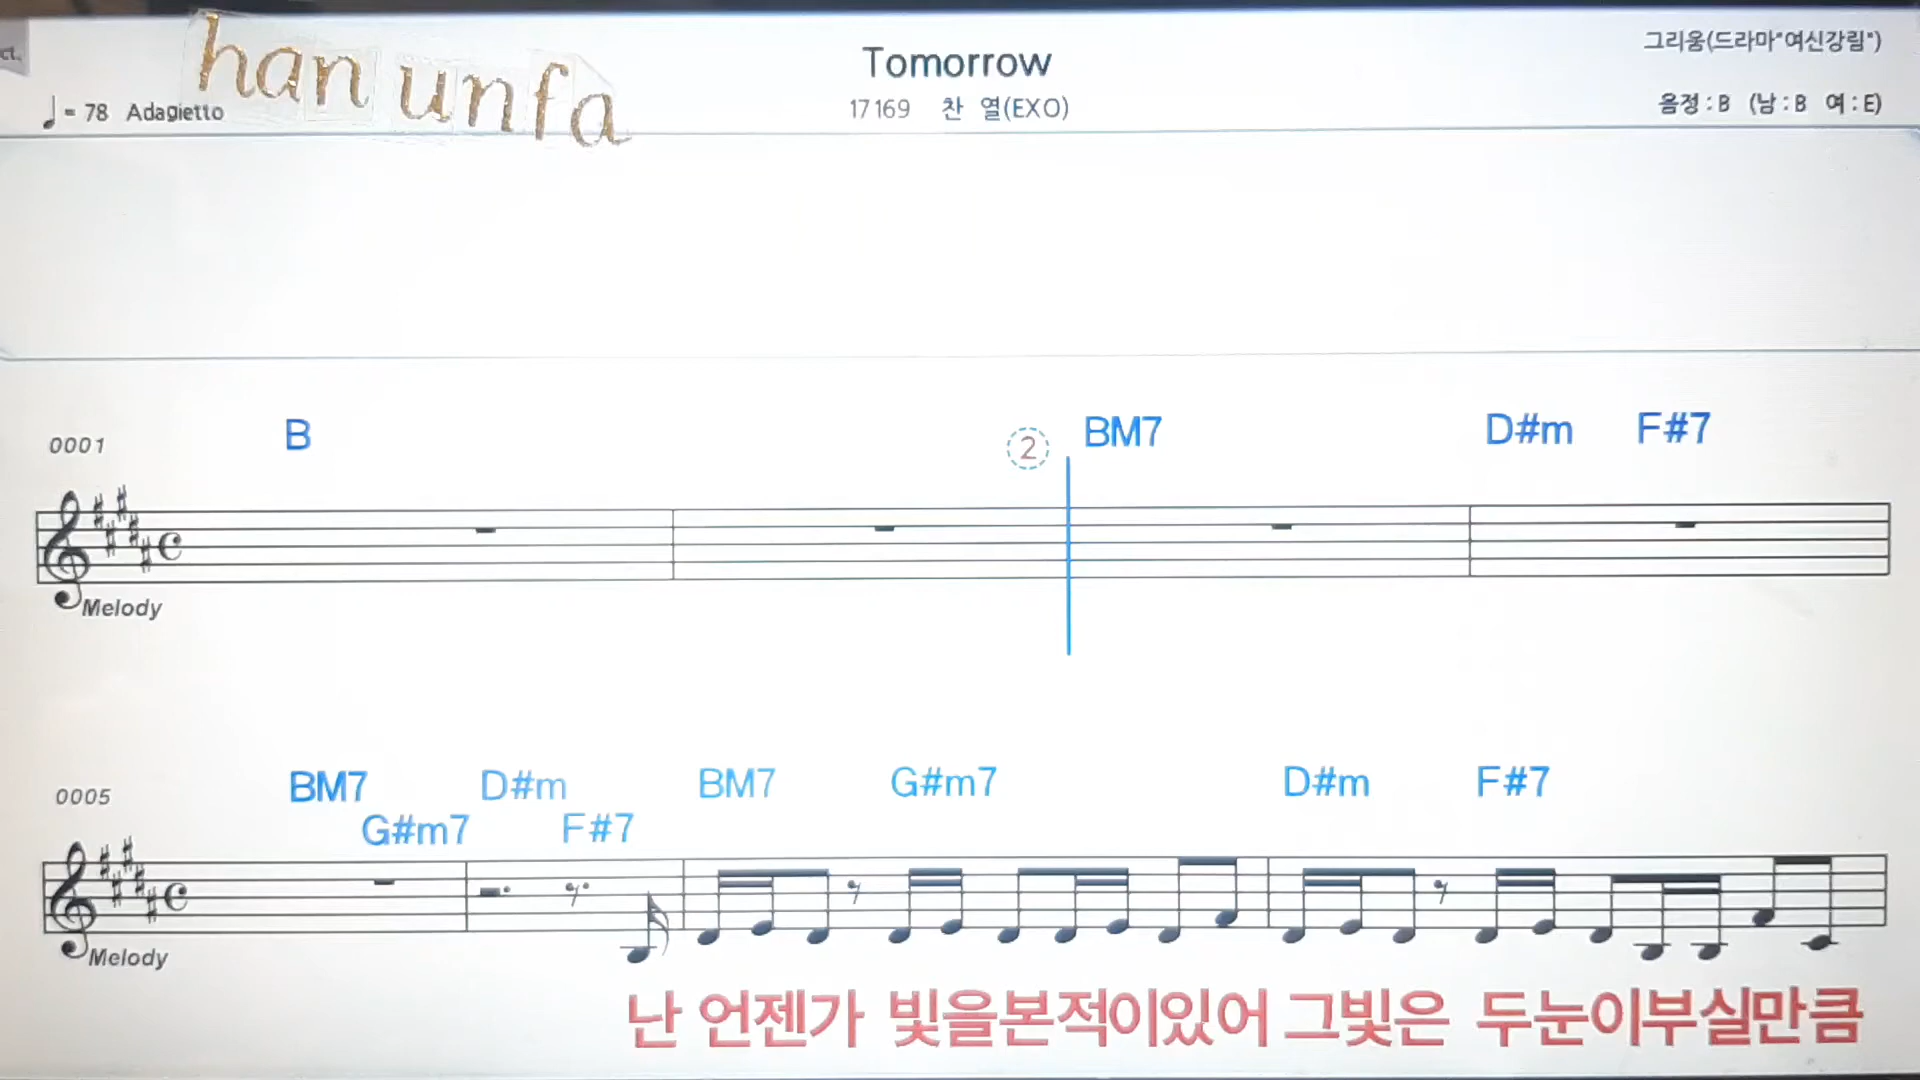 han unfa
Tomorrow
그리움(드라마"여신강림")
♩= 78 Adagietto
17169 찬 열(EXO)
음정 : B (남 : B 여 : E)
0001 B ② BM7 D#m F#7
Melody
0005 BM7 D#m BM7 G#m7 D#m F#7
G#m7 F#7
Melody
난 언젠가 빛을본적이있어 그빛은 두눈이부실만큼